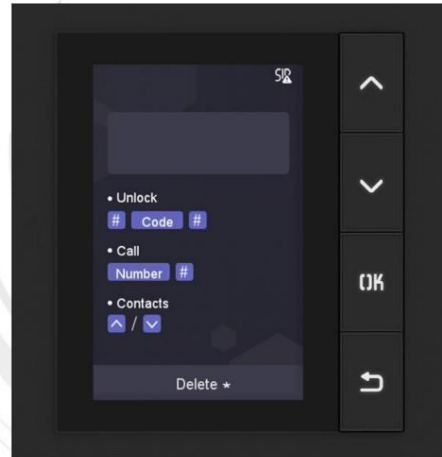 SIP
• Unlock
# Code #
• Call
Number #
• Contacts
^ / v
Delete *
OK